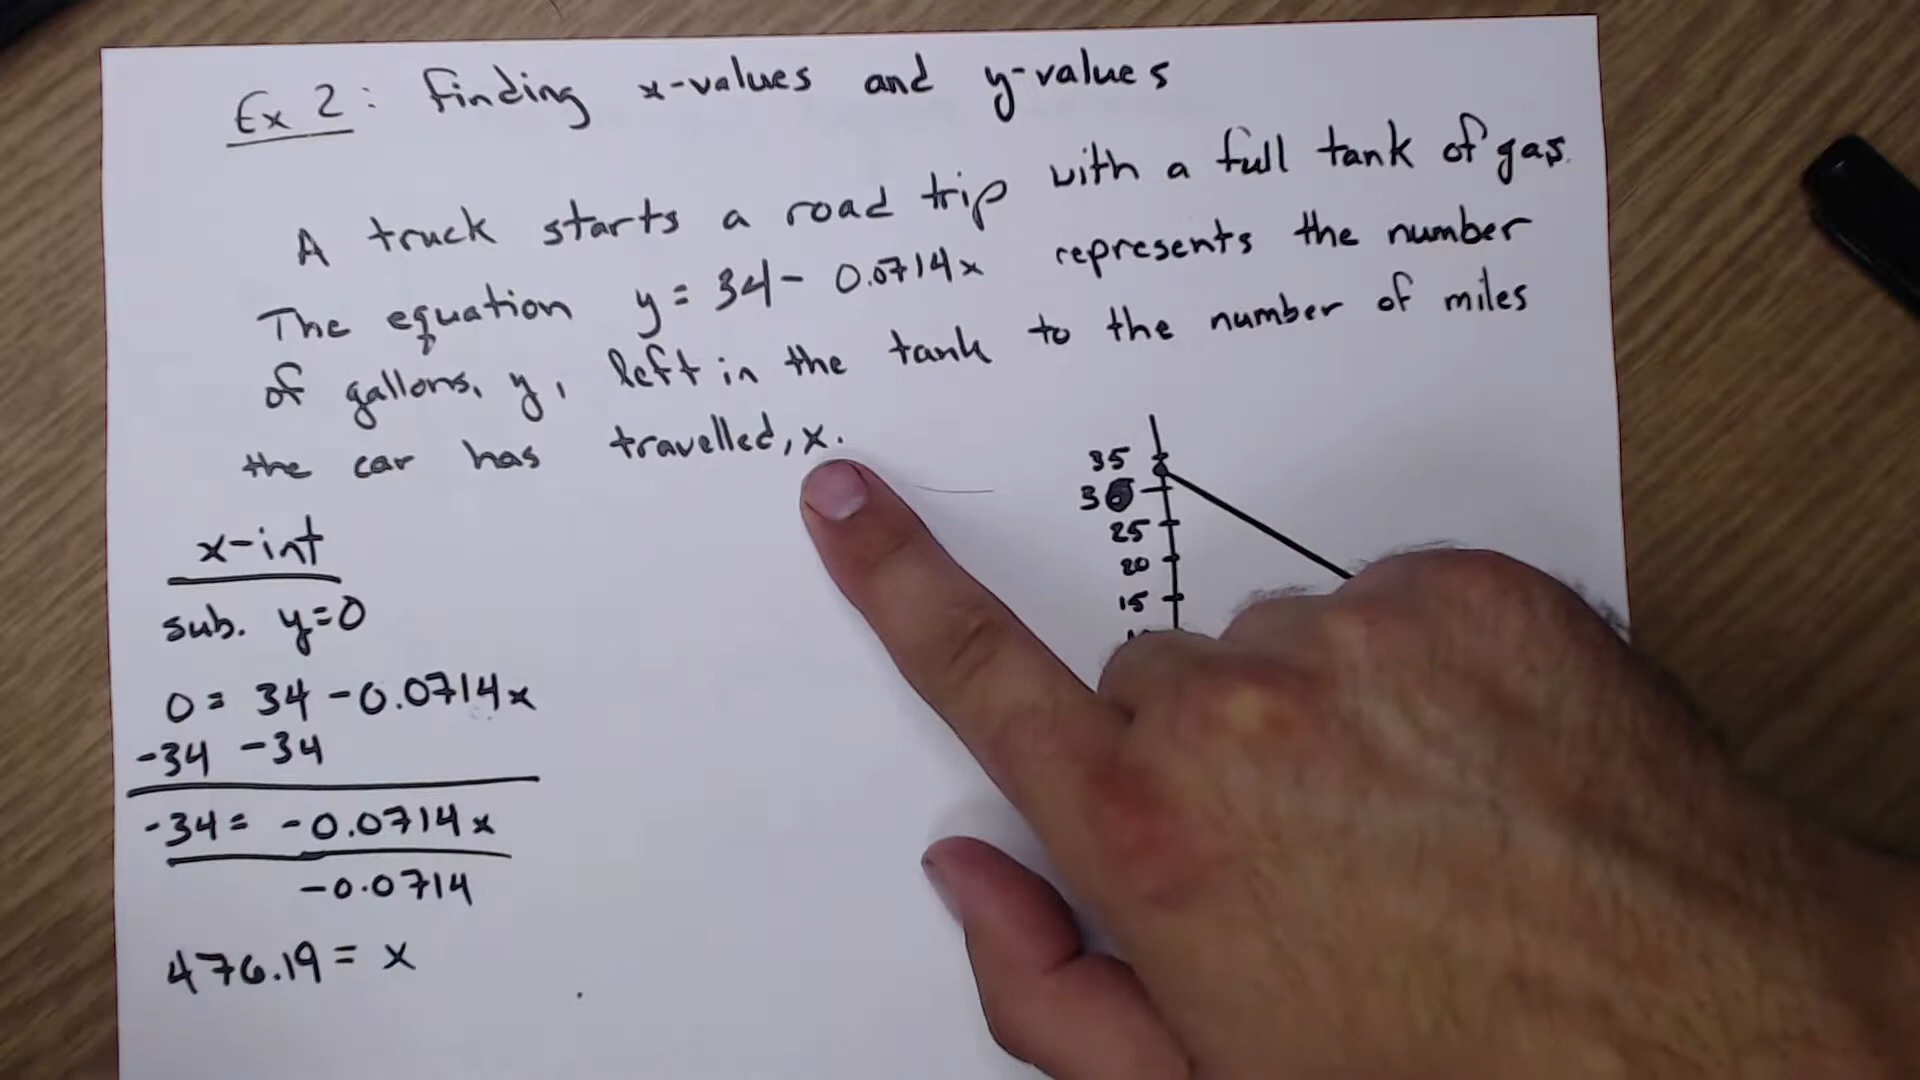 Ex 2: Finding x-values and y-values
A truck starts a road trip with a full tank of gas.
The equation y = 34 - 0.0714x represents the number
of gallons, y, left in the tank to the number of miles
the car has travelled, x.
x-int
sub. y=0
0 = 34 - 0.0714x
-34 -34
-34 = -0.0714x
-0.0714
476.19 = x
35
30
25
20
15